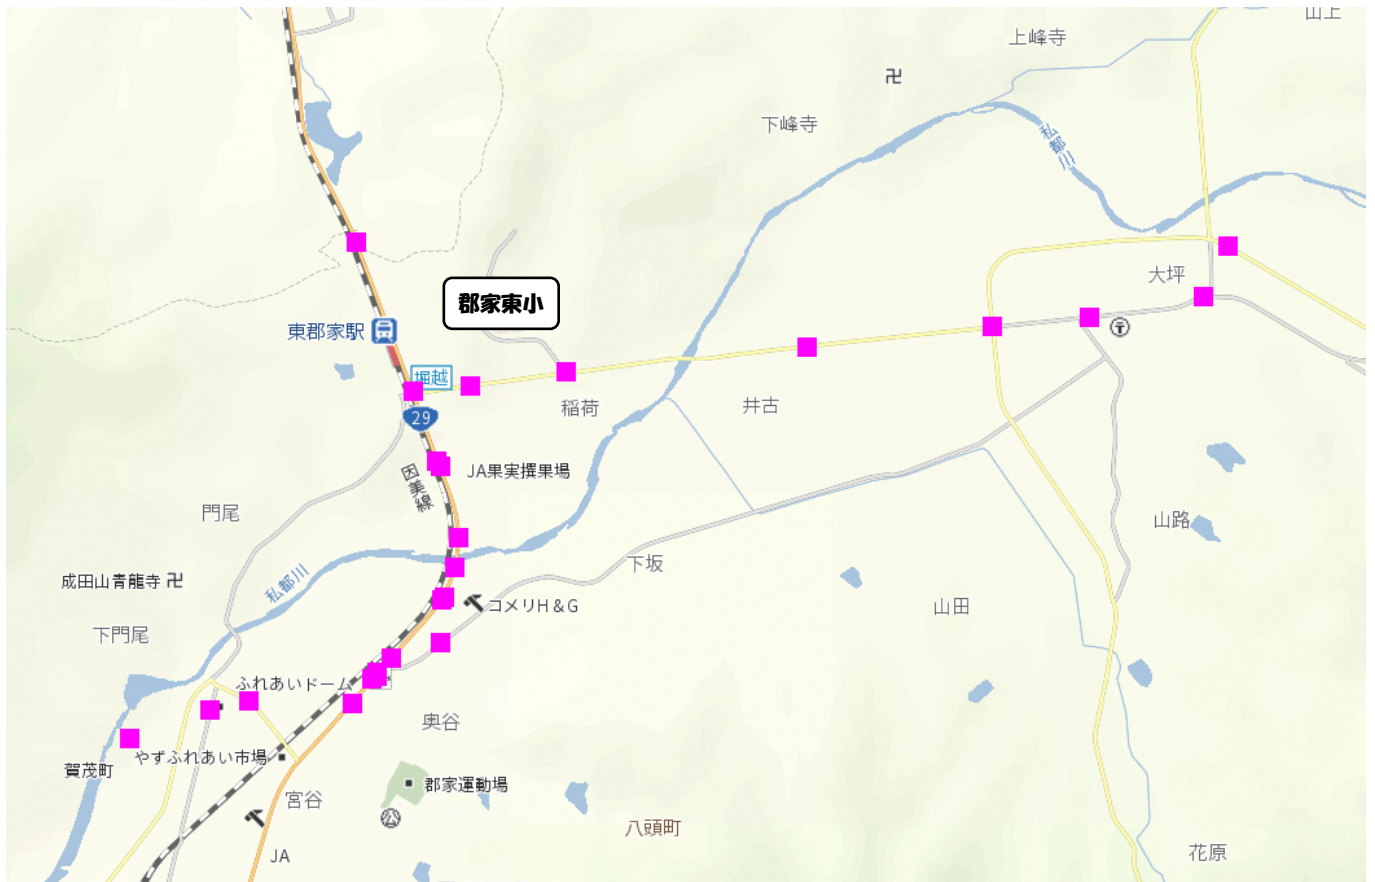 山上
上峰寺
下峰寺
私都川
大坪
郡家東小
東郡家駅
堀越
29
稲荷
井古
JA果実撰果場
因美線
門尾
山路
下坂
成田山青龍寺
私都川
コメリH＆G
山田
下門尾
ふれあいドーム
奥谷
やずふれあい市場
賀茂町
郡家運動場
宮谷
公
八頭町
JA
花原